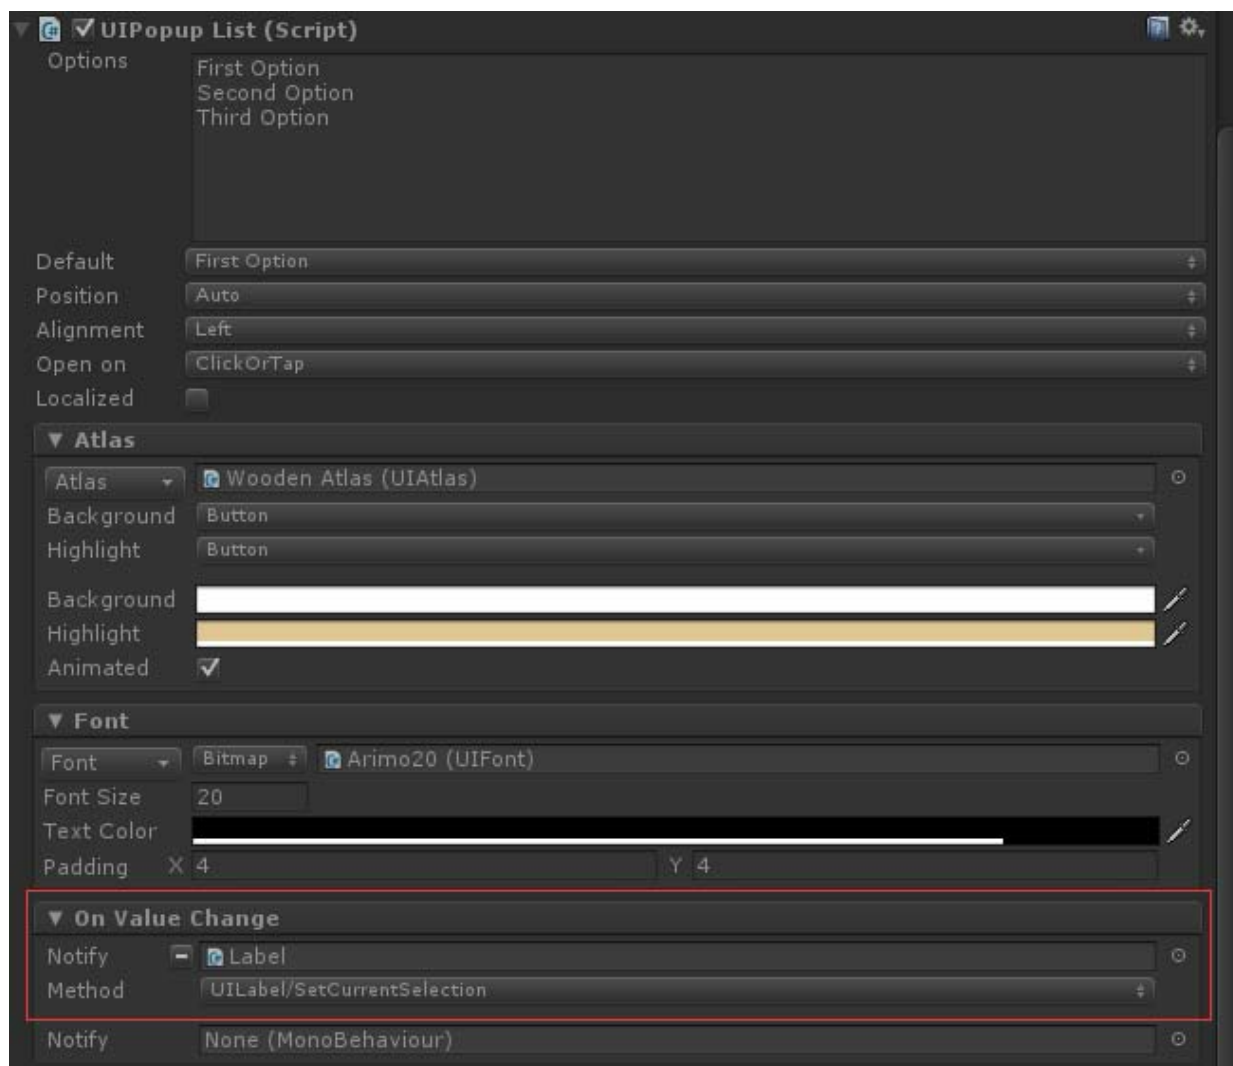 UIPopup List (Script)
Options
First Option
Second Option
Third Option
Default First Option
Position Auto
Alignment Left
Open on ClickOrTap
Localized
Atlas
Atlas Wooden Atlas (UIAtlas)
Background Button
Highlight Button
Background
Highlight
Animated
Font
Font Bitmap Arimo20 (UIFont)
Font Size 20
Text Color
Padding X 4 Y 4
On Value Change
Notify Label
Method UILabel/SetCurrentSelection
Notify None (MonoBehaviour)